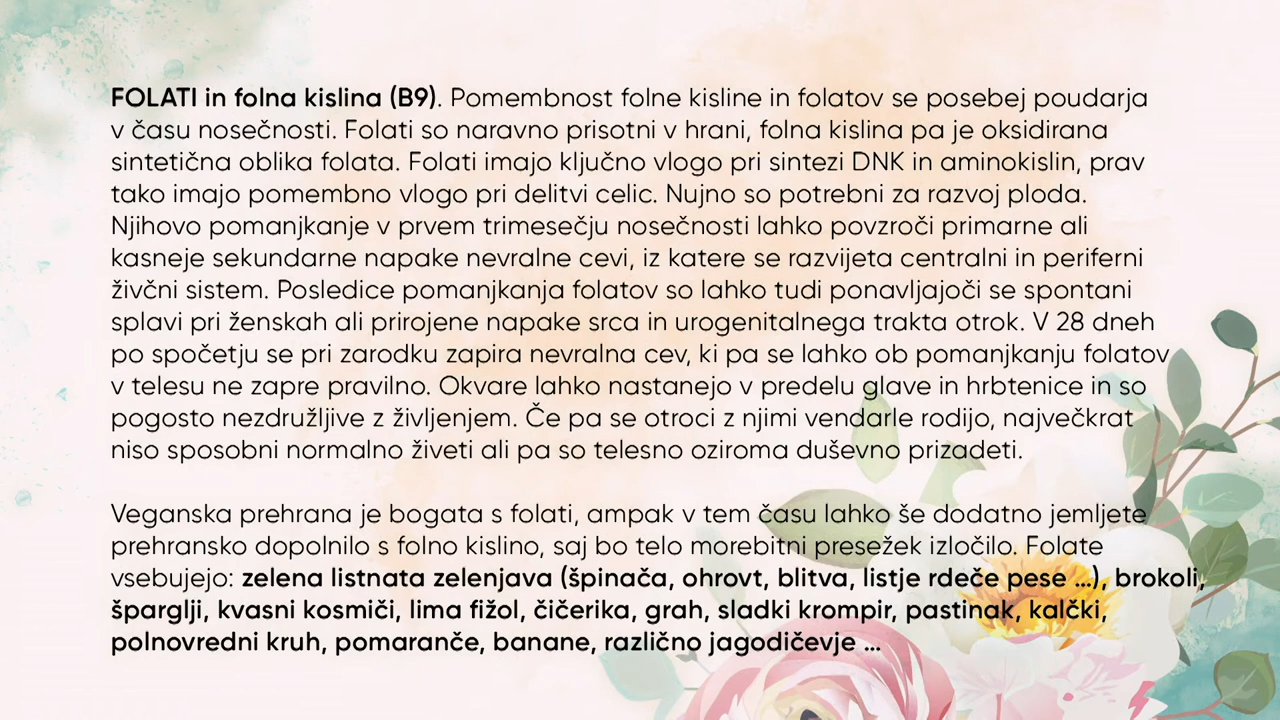 FOLATI in folna kislina (B9). Pomembnost folne kisline in folatov se posebej poudarja
v času nosečnosti. Folati so naravno prisotni v hrani, folna kislina pa je oksidirana
sintetična oblika folata. Folati imajo ključno vlogo pri sintezi DNK in aminokislin, prav
tako imajo pomembno vlogo pri delitvi celic. Nujno so potrebni za razvoj ploda.
Njihovo pomanjkanje v prvem trimesečju nosečnosti lahko povzroči primarne ali
kasneje sekundarne napake nevralne cevi, iz katere se razvijeta centralni in periferni
živčni sistem. Posledice pomanjkanja folatov so lahko tudi ponavljajoči se spontani
splavi pri ženskah ali prirojene napake srca in urogenitalnega trakta otrok. V 28 dneh
po spočetju se pri zarodku zapira nevralna cev, ki pa se lahko ob pomanjkanju folatov
v telesu ne zapre pravilno. Okvare lahko nastanejo v predelu glave in hrbtenice in so
pogosto nezdružljive z življenjem. Če pa se otroci z njimi vendarle rodijo, največkrat
niso sposobni normalno živeti ali pa so telesno oziroma duševno prizadeti.
Veganska prehrana je bogata s folati, ampak v tem času lahko še dodatno jemljete
prehransko dopolnilo s folno kislino, saj bo telo morebitni presežek izločilo. Folate
vsebujejo: zelena listnata zelenjava (špinača, ohrovt, blitva, listje rdeče pese ...), brokoli,
šparglji, kvasni kosmiči, lima fižol, čičerika, grah, sladki krompir, pastinak, kalčki,
polnovredni kruh, pomaranče, banane, različno jagodičevje ...